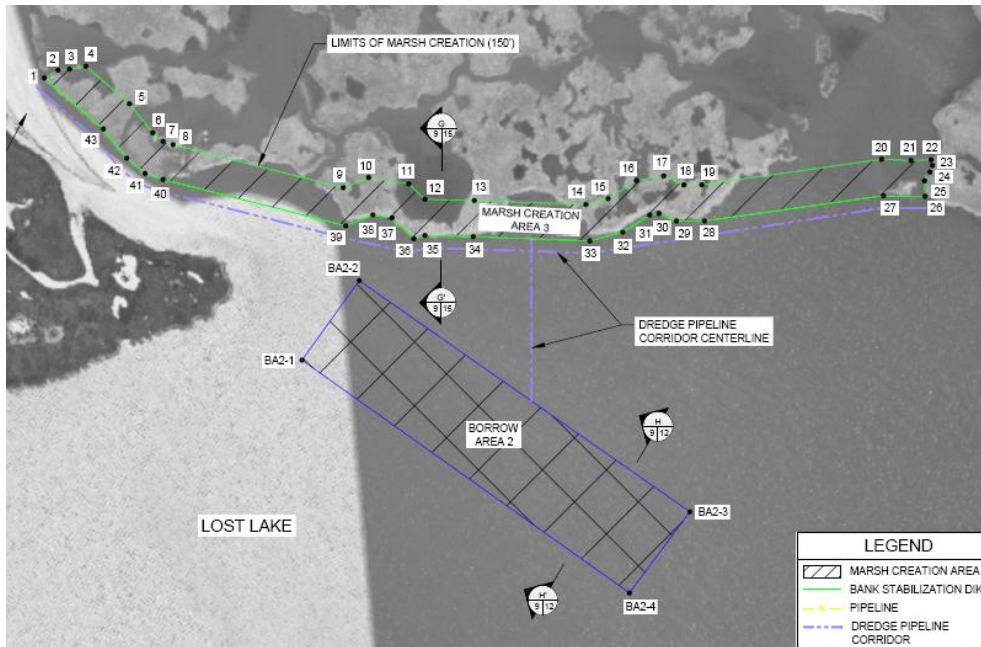 LIMITS OF MARSH CREATION (150')
1
2
3
4
5
6
7
8
9
10
11
12
13
14
15
16
17
18
19
20
21
22
23
24
25
26
27
28
29
30
31
32
33
34
35
36
37
38
39
40
41
42
43
G
9 15
MARSH CREATION
AREA 3
G'
9 15
BA2-2
BA2-1
DREDGE PIPELINE
CORRIDOR CENTERLINE
BORROW
AREA 2
H
9 12
BA2-3
H'
9 12
BA2-4
LOST LAKE
LEGEND
MARSH CREATION AREA
BANK STABILIZATION DIK
PIPELINE
DREDGE PIPELINE
CORRIDOR